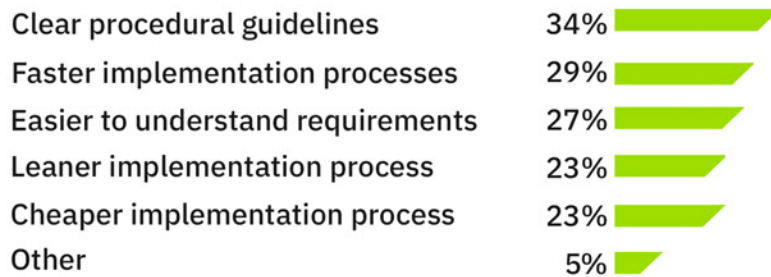 Clear procedural guidelines 34%
Faster implementation processes 29%
Easier to understand requirements 27%
Leaner implementation process 23%
Cheaper implementation process 23%
Other 5%